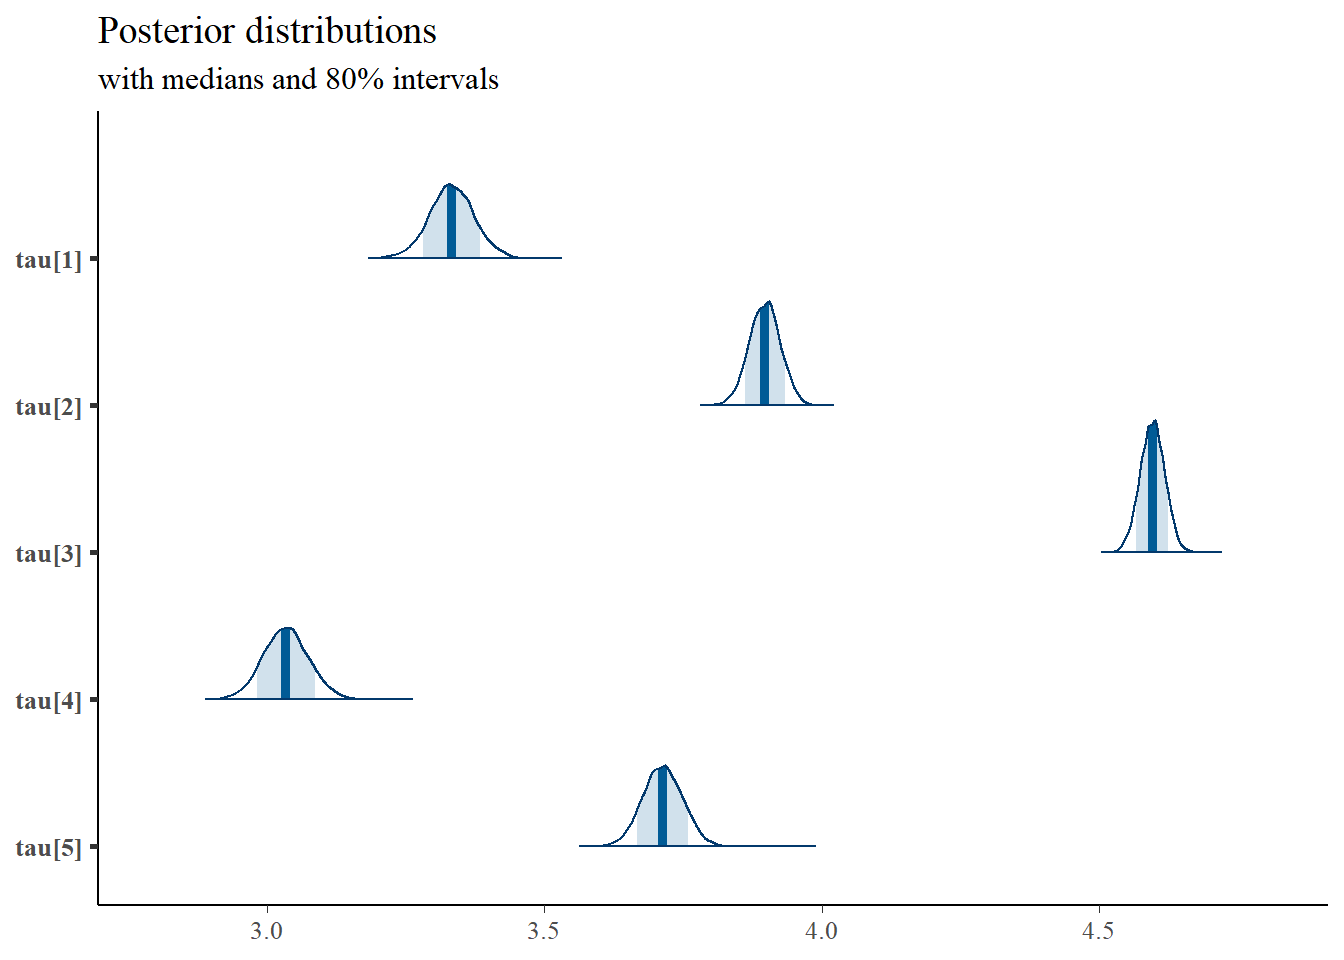 Posterior distributions
with medians and 80% intervals
tau[1]
tau[2]
tau[3]
tau[4]
tau[5]
3.0 3.5 4.0 4.5